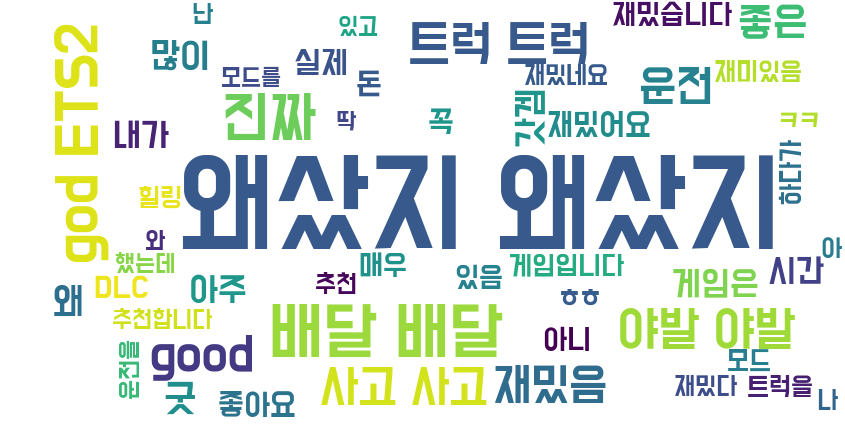 난
있고
재밌습니다
좋은
god ETS2
많이
트럭 트럭
실제
모드를
돈
재밌네요
운전
재미있음
진짜
딱
꼭
갓겜
재밌어요
ㅋㅋ
내가
하다가
왜샀지 왜샀지
힐링
와
했는데
매우
있음
게임입니다
아
시간
게임은
DLC
아주
추천
ㅎㅎ
왜
추천합니다
배달 배달
야발 야발
good
아니
모드
운전을
사고 사고
재밌음
재밌다
트럭을
굿
좋아요
나